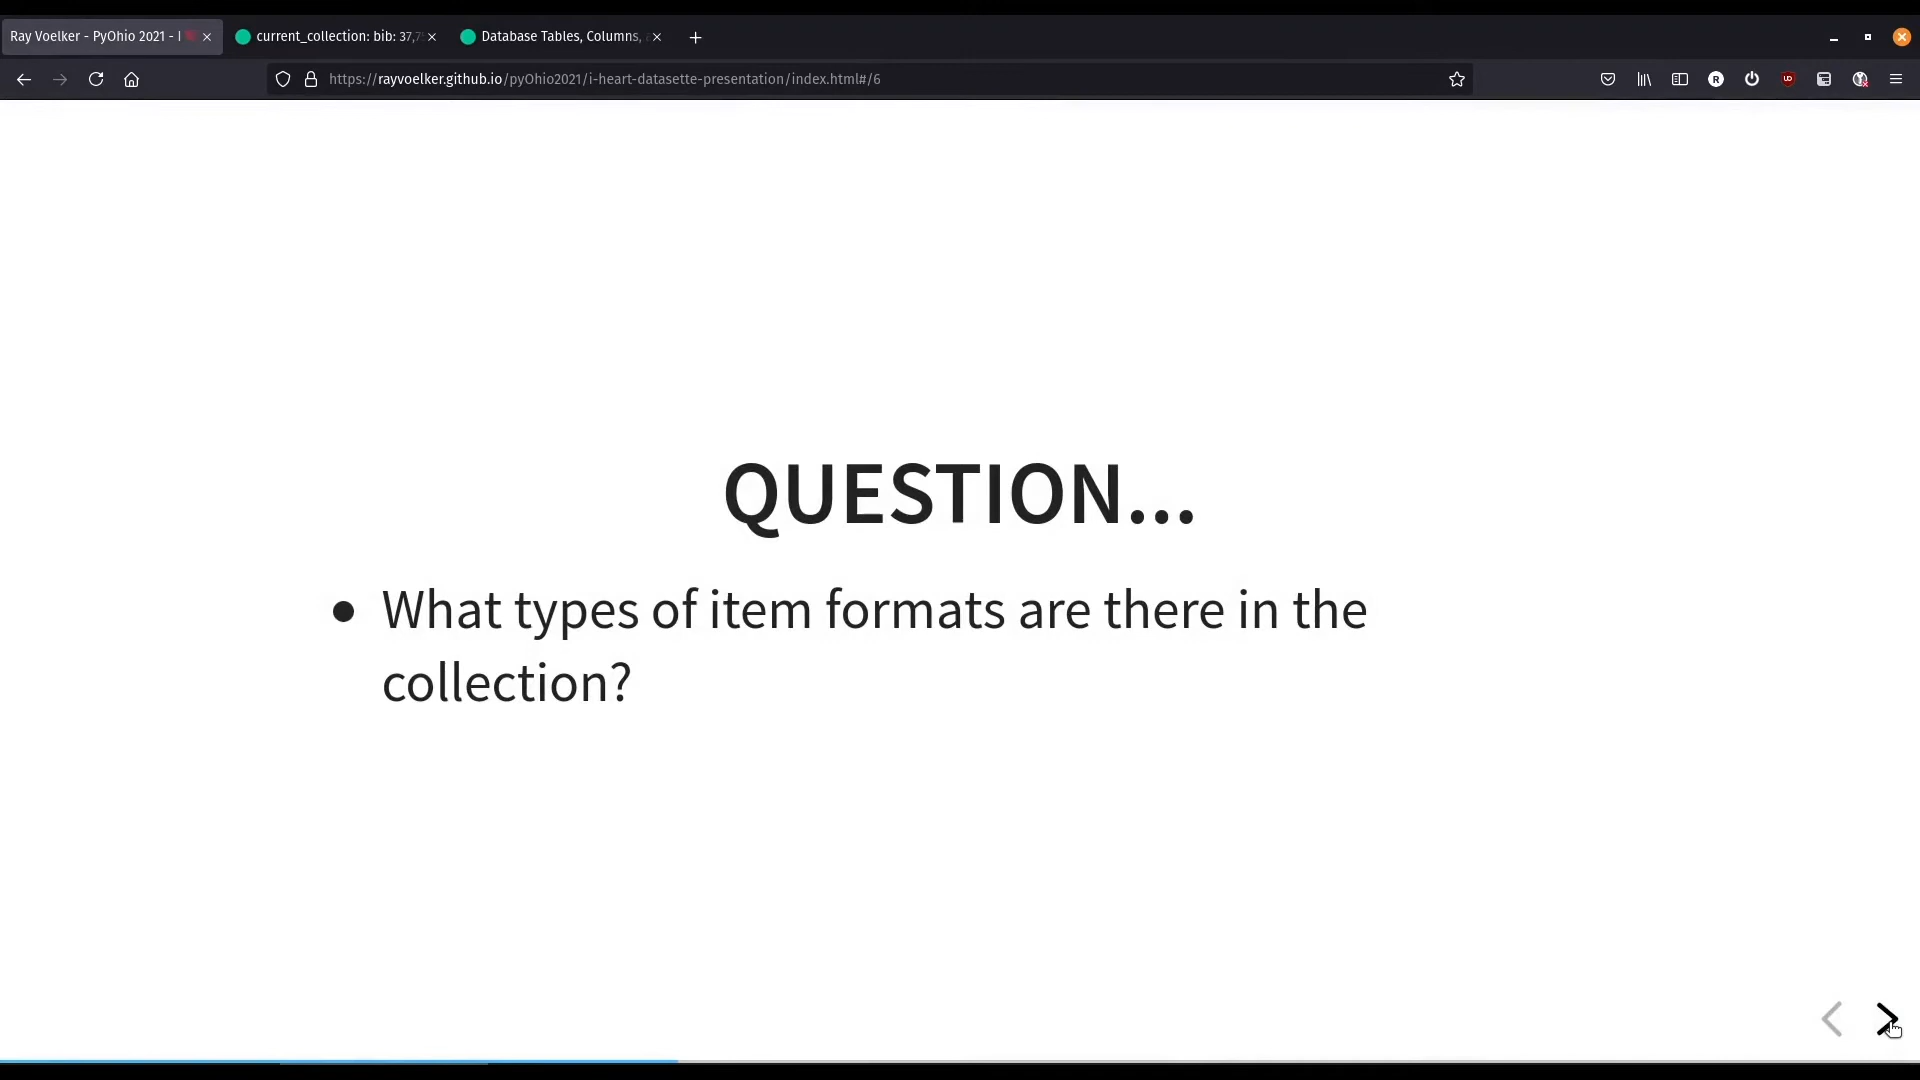 Ray Voelker - PyOhio 2021 - I
current_collection: bib: 37,7
Database Tables, Columns,
https://rayvoelker.github.io/pyOhio2021/i-heart-datasette-presentation/index.html#/6
R
QUESTION...
• What types of item formats are there in the
collection?